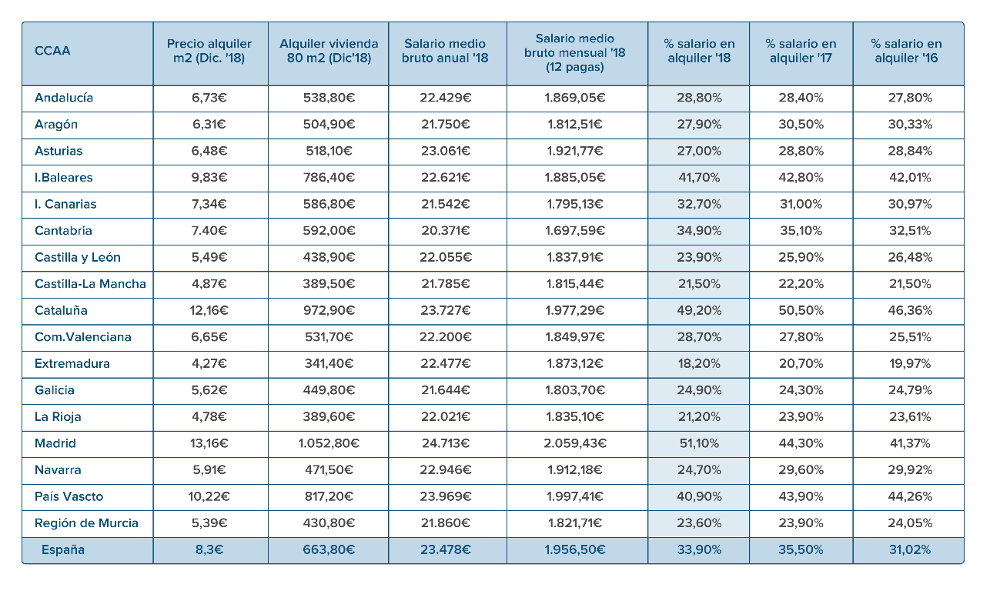 CCAA | Precio alquiler m2 (Dic. '18) | Alquiler vivienda 80 m2 (Dic'18) | Salario medio bruto anual '18 | Salario medio bruto mensual '18 (12 pagas) | % salario en alquiler '18 | % salario en alquiler '17 | % salario en alquiler '16
Andalucía | 6,73€ | 538,80€ | 22.429€ | 1.869,05€ | 28,80% | 28,40% | 27,80%
Aragón | 6,31€ | 504,90€ | 21.750€ | 1.812,51€ | 27,90% | 30,50% | 30,33%
Asturias | 6,48€ | 518,10€ | 23.061€ | 1.921,77€ | 27,00% | 28,80% | 28,84%
I.Baleares | 9,83€ | 786,40€ | 22.621€ | 1.885,05€ | 41,70% | 42,80% | 42,01%
I. Canarias | 7,34€ | 586,80€ | 21.542€ | 1.795,13€ | 32,70% | 31,00% | 30,97%
Cantabria | 7.40€ | 592,00€ | 20.371€ | 1.697,59€ | 34,90% | 35,10% | 32,51%
Castilla y León | 5,49€ | 438,90€ | 22.055€ | 1.837,91€ | 23,90% | 25,90% | 26,48%
Castilla-La Mancha | 4,87€ | 389,50€ | 21.785€ | 1.815,44€ | 21,50% | 22,20% | 21,50%
Cataluña | 12,16€ | 972,90€ | 23.727€ | 1.977,29€ | 49,20% | 50,50% | 46,36%
Com.Valenciana | 6,65€ | 531,70€ | 22.200€ | 1.849,97€ | 28,70% | 27,80% | 25,51%
Extremadura | 4,27€ | 341,40€ | 22.477€ | 1.873,12€ | 18,20% | 20,70% | 19,97%
Galicia | 5,62€ | 449,80€ | 21.644€ | 1.803,70€ | 24,90% | 24,30% | 24,79%
La Rioja | 4,78€ | 389,60€ | 22.021€ | 1.835,10€ | 21,20% | 23,90% | 23,61%
Madrid | 13,16€ | 1.052,80€ | 24.713€ | 2.059,43€ | 51,10% | 44,30% | 41,37%
Navarra | 5,91€ | 471,50€ | 22.946€ | 1.912,18€ | 24,70% | 29,60% | 29,92%
País Vascto | 10,22€ | 817,20€ | 23.969€ | 1.997,41€ | 40,90% | 43,90% | 44,26%
Región de Murcia | 5,39€ | 430,80€ | 21.860€ | 1.821,71€ | 23,60% | 23,90% | 24,05%
España | 8,3€ | 663,80€ | 23.478€ | 1.956,50€ | 33,90% | 35,50% | 31,02%